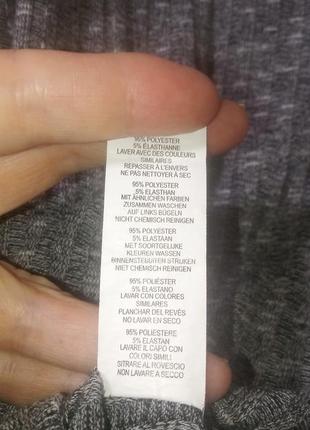 95% POLYESTER
5% ÉLASTHANNE
LAVER AVEC DES COULEURS
SIMILAIRES
REPASSER À L'ENVERS
NE PAS NETTOYER À SEC
95% POLYESTER
5% ELASTHAN
MIT ÄHNLICHEN FARBEN
ZUSAMMEN WASCHEN
AUF LINKS BÜGELN
NICHT CHEMISCH REINIGEN
95% POLYESTER
5% ELASTAAN
MET SOORTGELIJKE
KLEUREN WASSEN
BINNENSTEBUITEN STRIJKEN
NIET CHEMISCH REINIGEN
95% POLIÉSTER
5% ELASTANO
LAVAR CON COLORES
SIMILARES
PLANCHAR DEL REVÉS
NO LAVAR EN SECO
95% POLIESTERE
5% ELASTAN
LAVARE IL CAPO CON
COLORI SIMILI
STIRARE AL ROVESCIO
NON LAVARE A SECCO